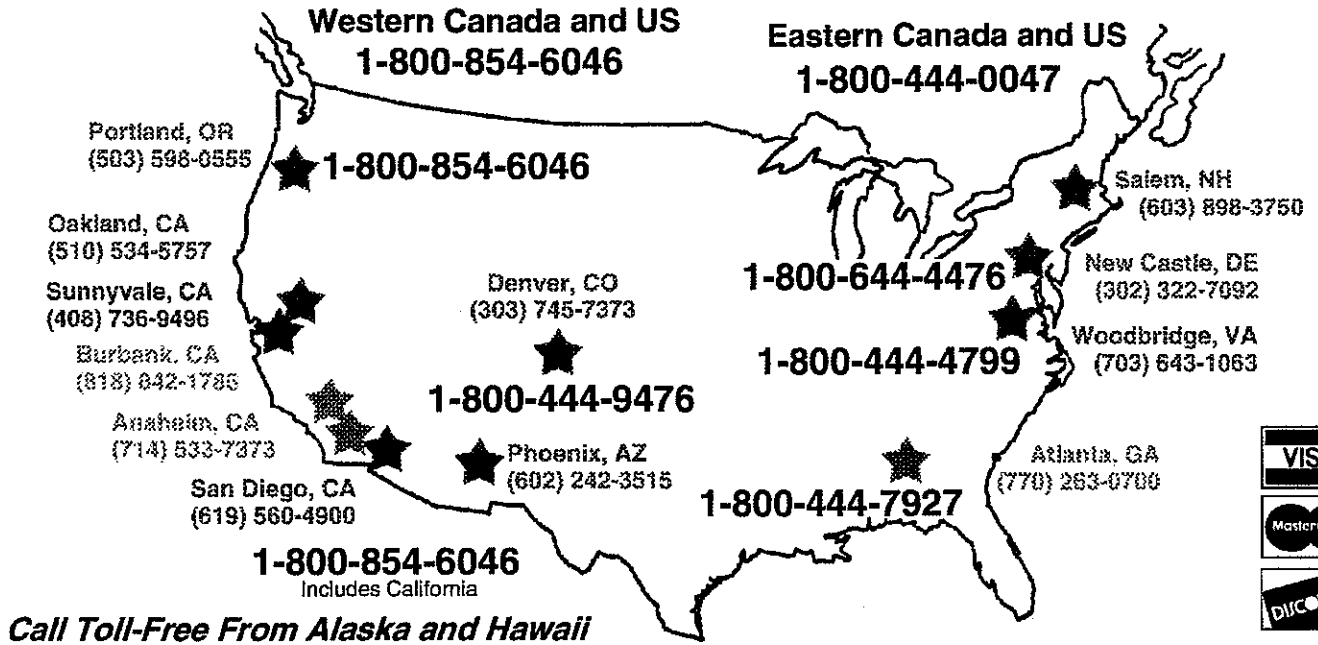 Western Canada and US
1-800-854-6046
Eastern Canada and US
1-800-444-0047
Portland, OR
(503) 598-0555
1-800-854-6046
Salem, NH
(603) 898-3750
Oakland, CA
(510) 534-5757
1-800-644-4476
New Castle, DE
(302) 322-7092
Sunnyvale, CA
(408) 736-9496
Denver, CO
(303) 745-7373
1-800-444-9476
1-800-444-4799
Woodbridge, VA
(703) 643-1063
Burbank, CA
(818) 842-1786
Anaheim, CA
(714) 533-7373
San Diego, CA
(619) 560-4900
Phoenix, AZ
(602) 242-3515
1-800-444-7927
Atlanta, GA
(770) 263-0700
1-800-854-6046
Includes California
Call Toll-Free From Alaska and Hawaii
VIS
Master
DISCO